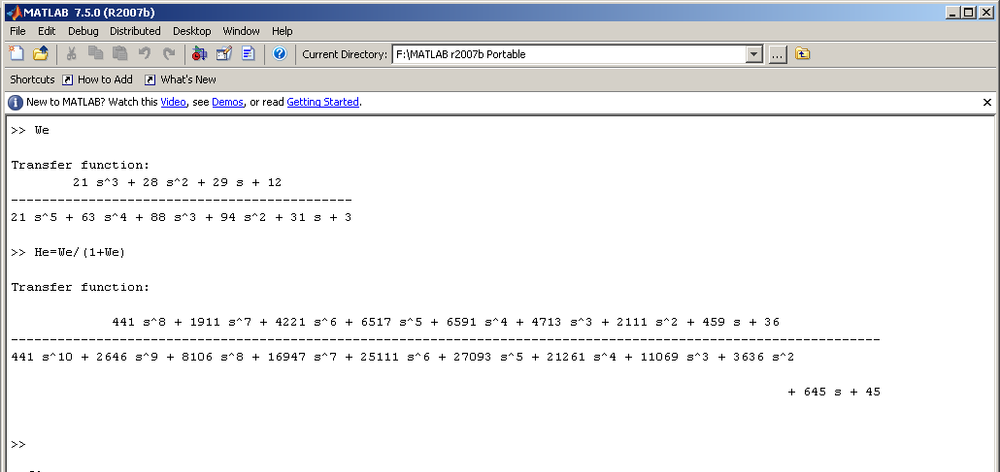 MATLAB 7.5.0 (R2007b)
File Edit Debug Distributed Desktop Window Help
Current Directory: F:\MATLAB r2007b Portable ...
Shortcuts How to Add What's New
New to MATLAB? Watch this Video, see Demos, or read Getting Started.
>> We
Transfer function:
21 s^3 + 28 s^2 + 29 s + 12
--------------------------------------------
21 s^5 + 63 s^4 + 88 s^3 + 94 s^2 + 31 s + 3
>> He=We/(1+We)
Transfer function:
441 s^8 + 1911 s^7 + 4221 s^6 + 6517 s^5 + 6591 s^4 + 4713 s^3 + 2111 s^2 + 459 s + 36
----------------------------------------------------------------------------------------------------------------
441 s^10 + 2646 s^9 + 8106 s^8 + 16947 s^7 + 25111 s^6 + 27093 s^5 + 21261 s^4 + 11069 s^3 + 3636 s^2
+ 645 s + 45
>>